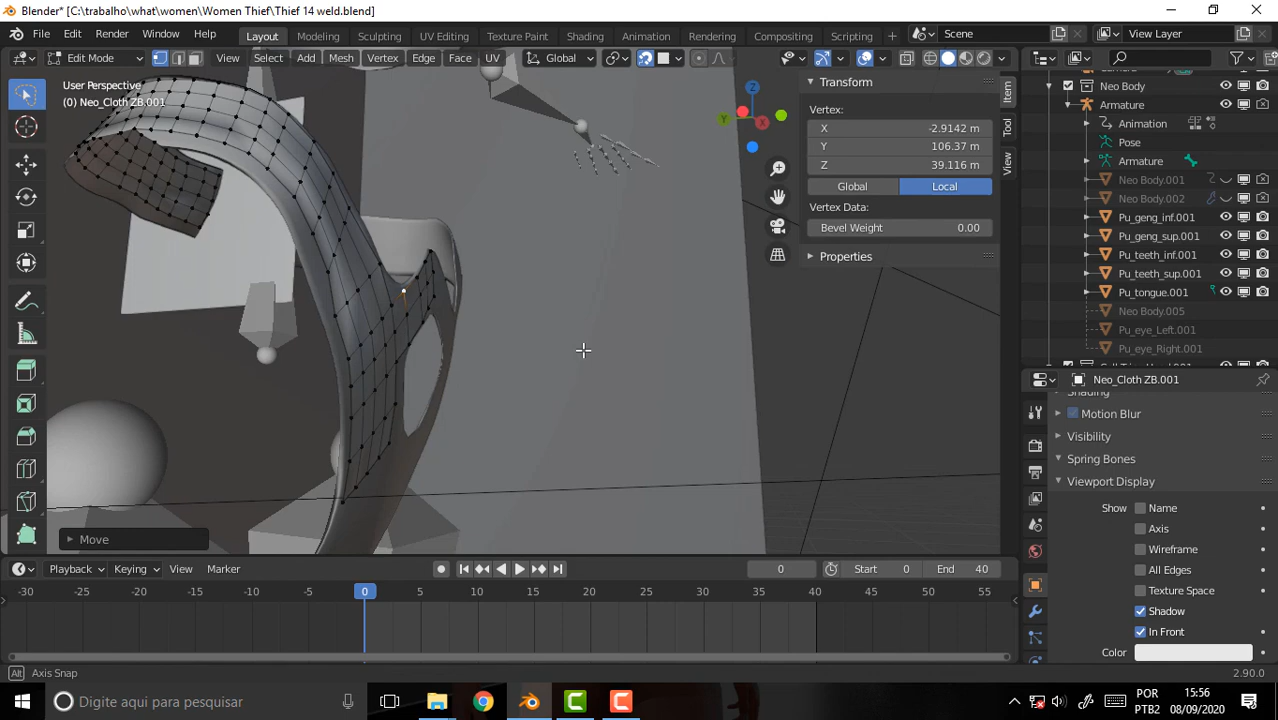 Blender* [C:\trabalho\what\women\Women Thief\Thief 14 weld.blend]
File Edit Render Window Help Layout Modeling Sculpting UV Editing Texture Paint Shading Animation Rendering Compositing Scripting + Scene View Layer
Edit Mode View Select Add Mesh Vertex Edge Face UV Global
User Perspective
(0) Neo_Cloth ZB.001
Z
Y
X
Transform
Vertex:
X -2.9142 m
Y 106.37 m
Z 39.116 m
Global Local
Vertex Data:
Bevel Weight 0.00
Properties
Item
Tool
View
Neo Body
Armature
Animation
Pose
Armature
Neo Body.001
Neo Body.002
Pu_geng_inf.001
Pu_geng_sup.001
Pu_teeth_inf.001
Pu_teeth_sup.001
Pu_tongue.001
Neo Body.005
Pu_eye_Left.001
Pu_eye_Right.001
Neo_Cloth ZB.001
Shading
Motion Blur
Visibility
Spring Bones
Viewport Display
Show Name
Axis
Wireframe
All Edges
Texture Space
Shadow
In Front
Color
Move
Playback Keying View Marker 0 Start 0 End 40
-30 -25 -20 -15 -10 -5 0 5 10 15 20 25 30 35 40 45 50 55
Alt Axis Snap 2.90.0
Digite aqui para pesquisar
POR
PTB2
15:56
08/09/2020